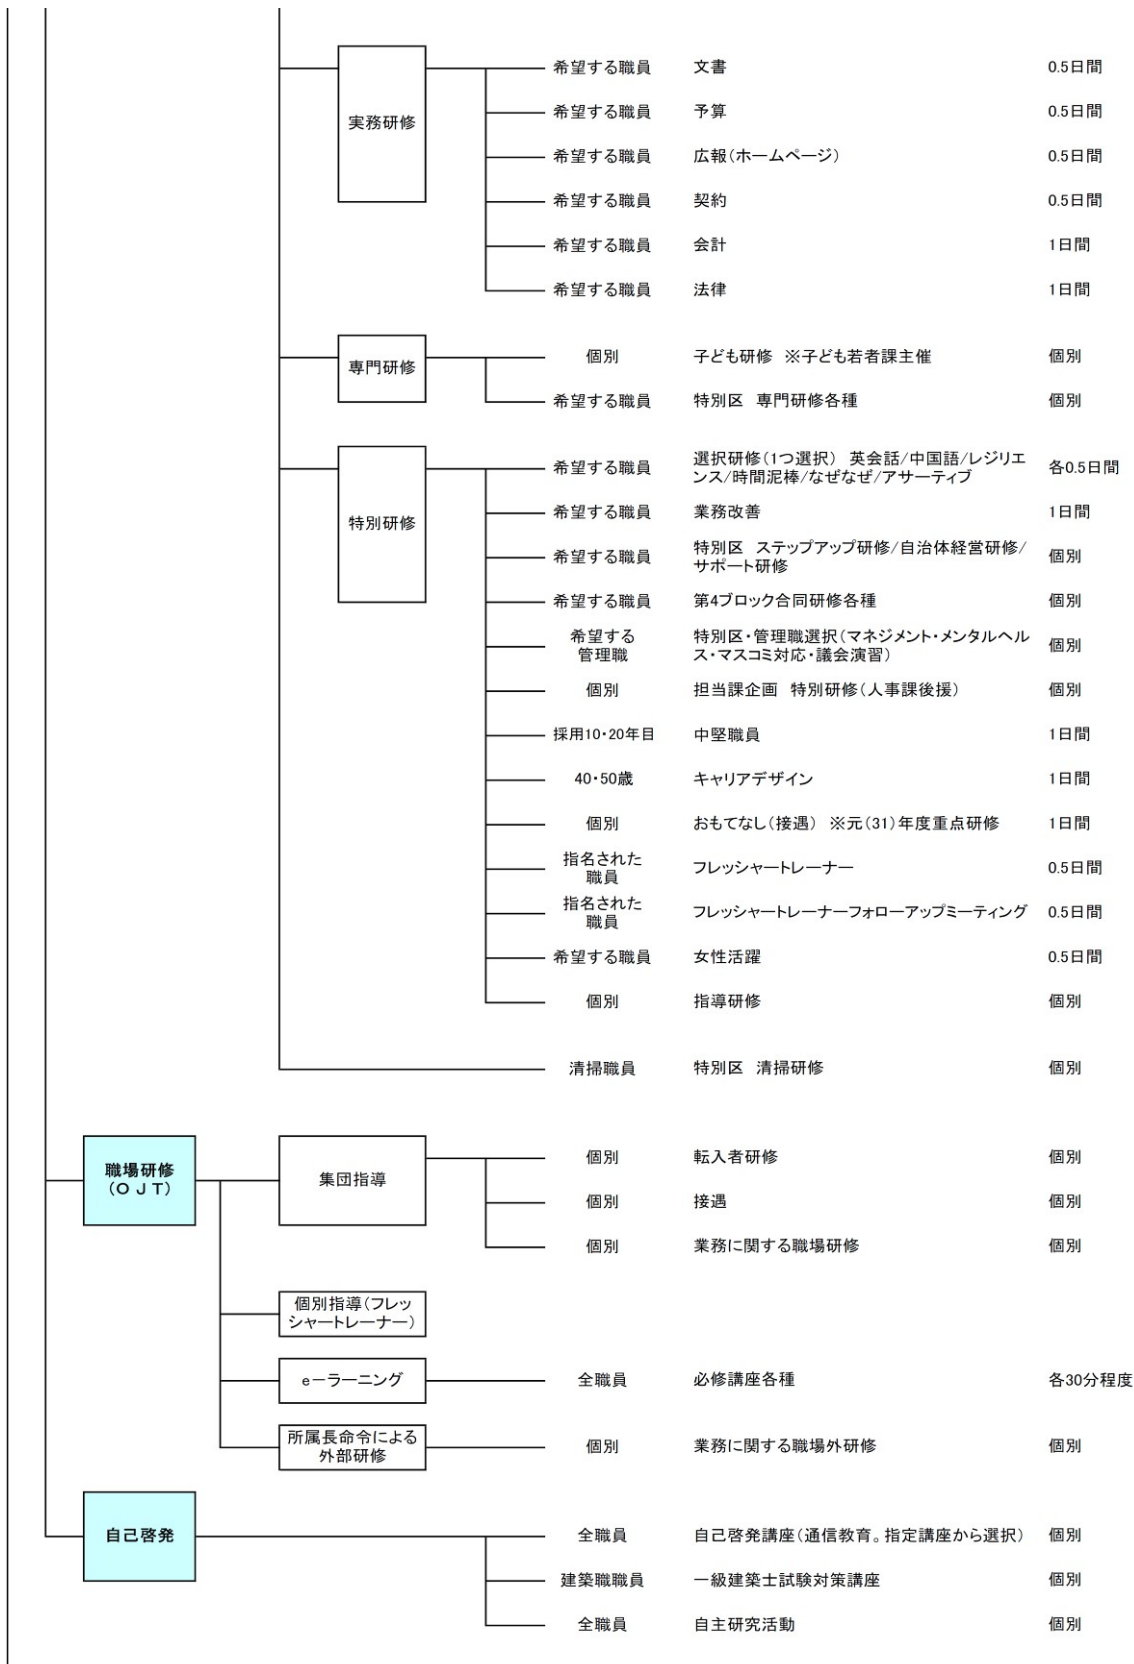 実務研修
希望する職員 文書 0.5日間
希望する職員 予算 0.5日間
希望する職員 広報(ホームページ) 0.5日間
希望する職員 契約 0.5日間
希望する職員 会計 1日間
希望する職員 法律 1日間
専門研修
個別 子ども研修 ※子ども若者課主催 個別
希望する職員 特別区 専門研修各種 個別
特別研修
希望する職員 選択研修(1つ選択) 英会話/中国語/レジリエ
ンス/時間泥棒/なぜなぜ/アサーティブ 各0.5日間
希望する職員 業務改善 1日間
希望する職員 特別区 ステップアップ研修/自治体経営研修/
サポート研修 個別
希望する職員 第4ブロック合同研修各種 個別
希望する
管理職 特別区・管理職選択(マネジメント・メンタルヘル
ス・マスコミ対応・議会演習) 個別
個別 担当課企画 特別研修(人事課後援) 個別
採用10・20年目 中堅職員 1日間
40・50歳 キャリアデザイン 1日間
個別 おもてなし(接遇) ※元(31)年度重点研修 1日間
指名された
職員 フレッシャートレーナー 0.5日間
指名された
職員 フレッシャートレーナーフォローアップミーティング 0.5日間
希望する職員 女性活躍 0.5日間
個別 指導研修 個別
清掃職員 特別区 清掃研修 個別
職場研修
(OJT)
集団指導
個別 転入者研修 個別
個別 接遇 個別
個別 業務に関する職場研修 個別
個別指導(フレッ
シャートレーナー)
e-ラーニング 全職員 必修講座各種 各30分程度
所属長命令による
外部研修 個別 業務に関する職場外研修 個別
自己啓発 全職員 自己啓発講座(通信教育。指定講座から選択) 個別
建築職職員 一級建築士試験対策講座 個別
全職員 自主研究活動 個別